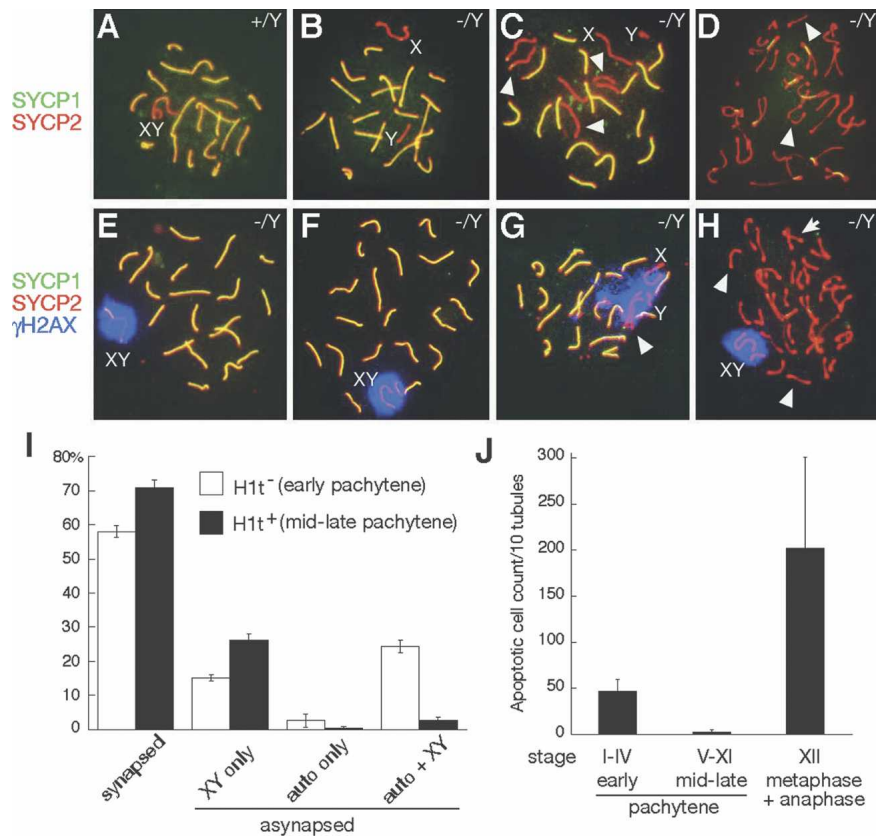 A +/Y XY
B -/Y X Y
C -/Y X Y
D -/Y
SYCP1
SYCP2
E -/Y XY
F -/Y XY
G -/Y X Y
H -/Y XY
SYCP1
SYCP2
γH2AX
I
80%
70
60
50
40
30
20
10
0
H1t⁻ (early pachytene)
H1t⁺ (mid-late pachytene)
synapsed
XY only
auto only
auto + XY
asynapsed
J
Apoptotic cell count/10 tubules
300
250
200
150
100
50
0
stage I-IV V-XI XII
early mid-late metaphase
+ anaphase
pachytene